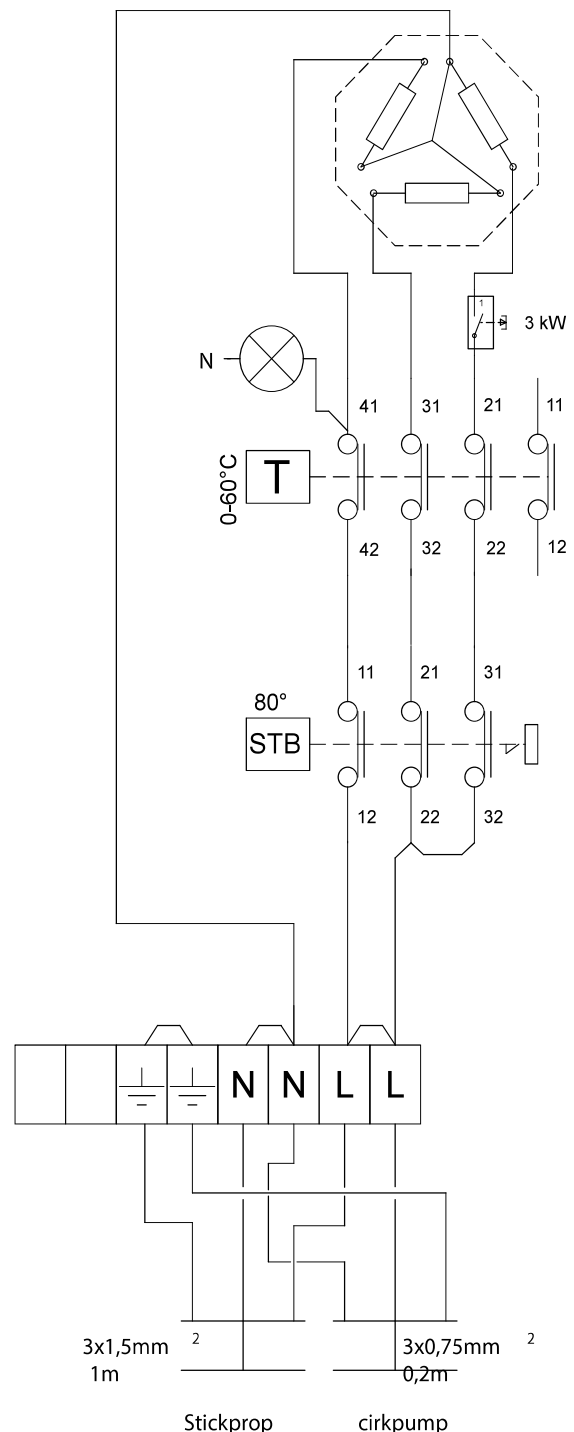 1
3 kW
N
41 31 21 11
0-60°C
T
42 32 22 12
11 21 31
80°
STB
12 22 32
N N L L
3x1,5mm 2
1m
3x0,75mm 2
0,2m
Stickprop cirkpump